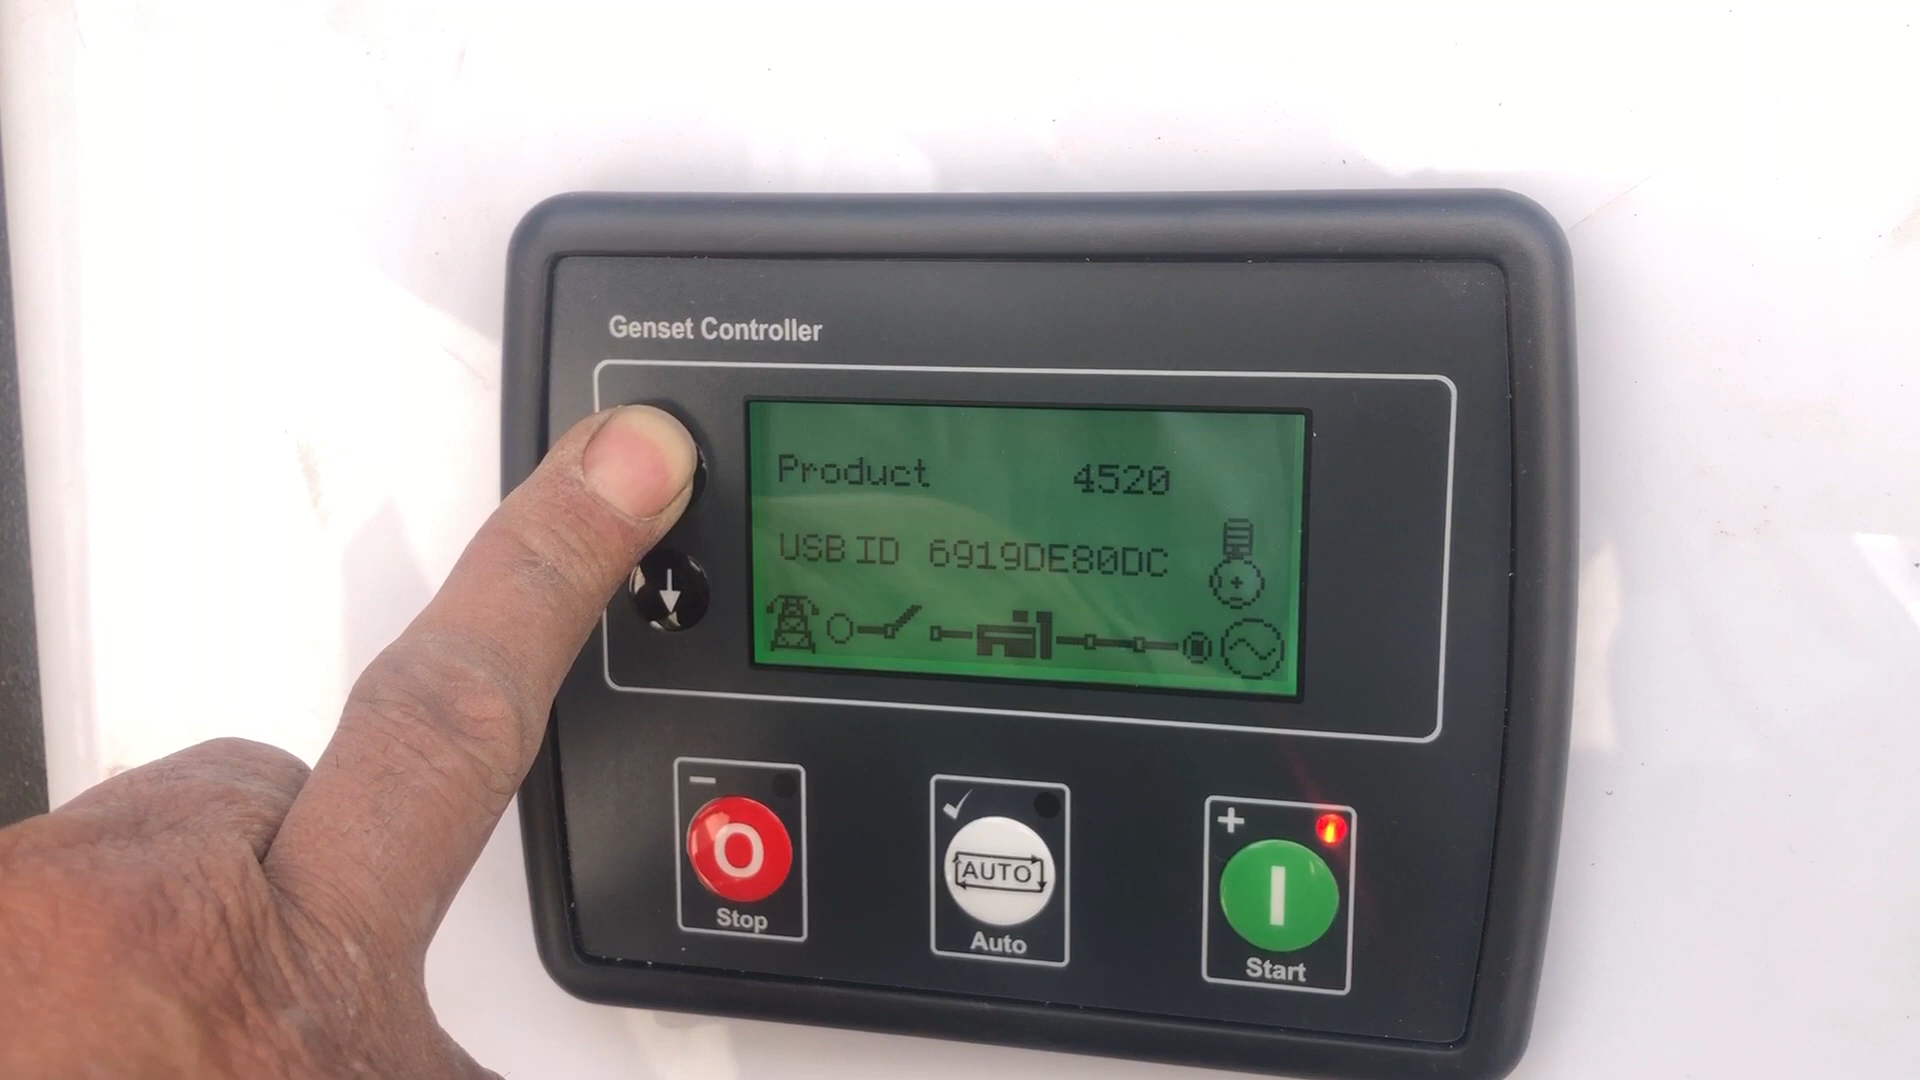 Genset Controller
Product 4520
USB ID 6919DE80DC
Stop
AUTO
Auto
Start